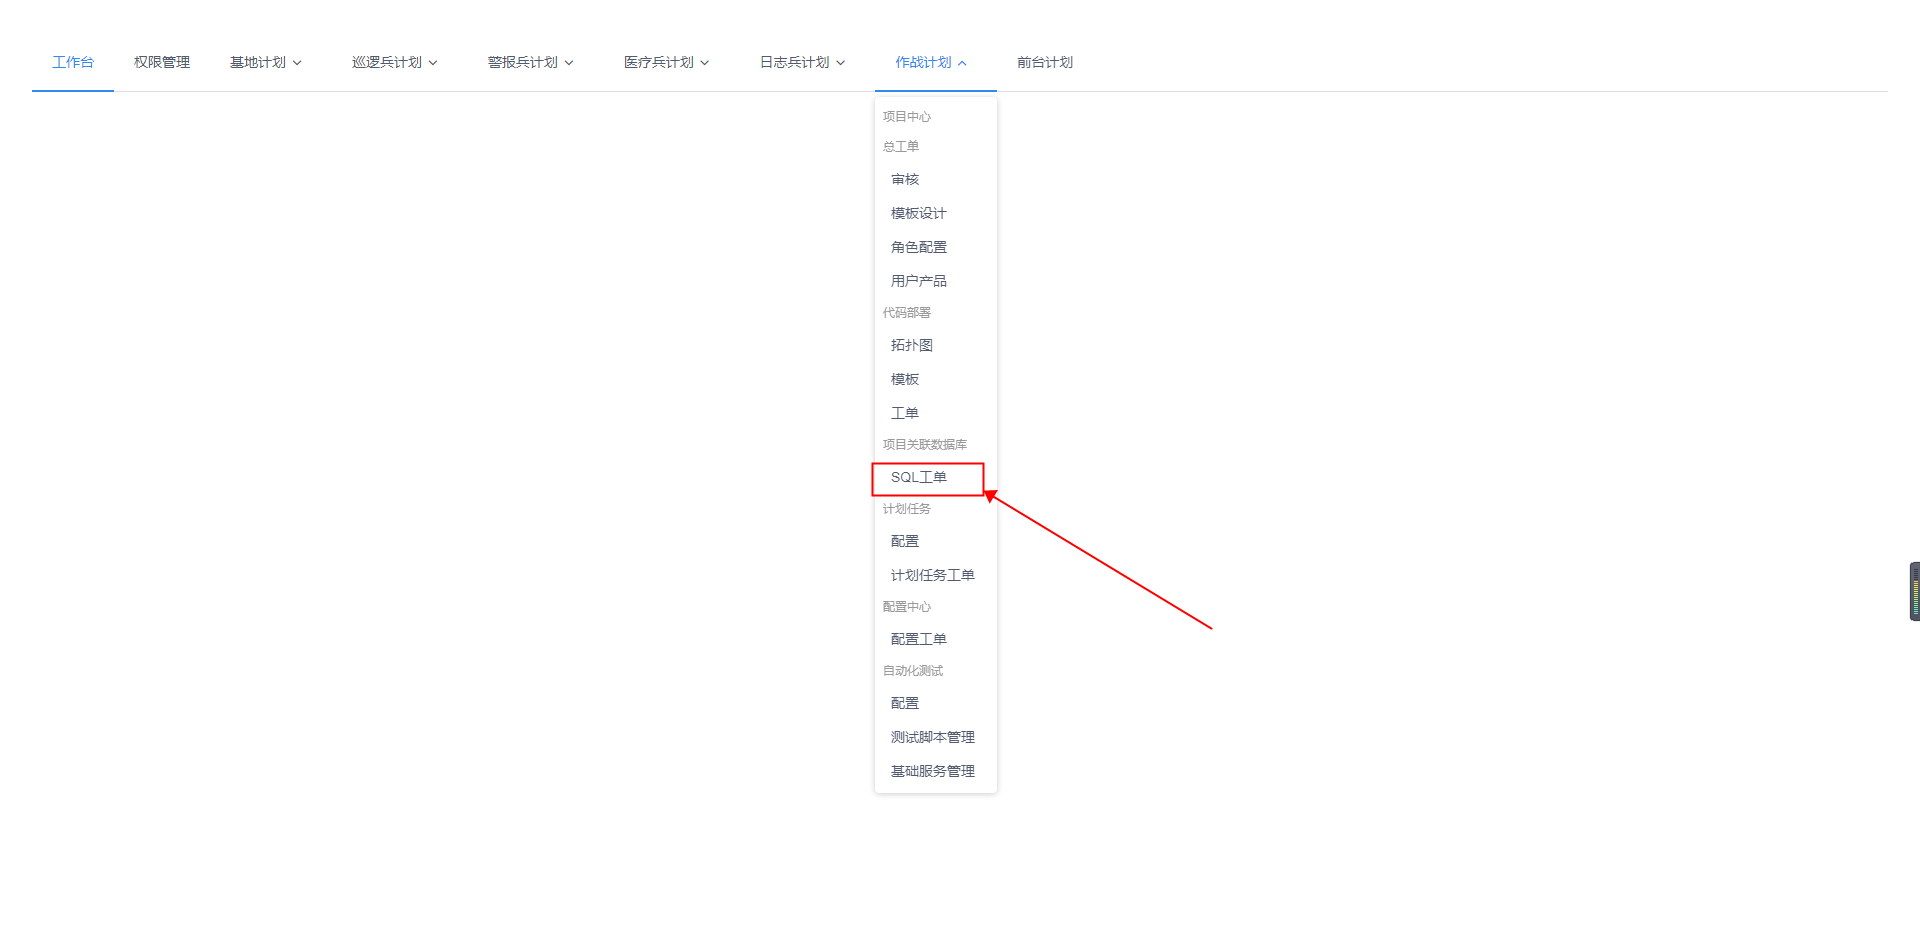 工作台 权限管理 基地计划 巡逻兵计划 警报兵计划 医疗兵计划 日志兵计划 作战计划 前台计划
项目中心
总工单
审核
模板设计
角色配置
用户产品
代码部署
拓扑图
模板
工单
项目关联数据库
SQL工单
计划任务
配置
计划任务工单
配置中心
配置工单
自动化测试
配置
测试脚本管理
基础服务管理